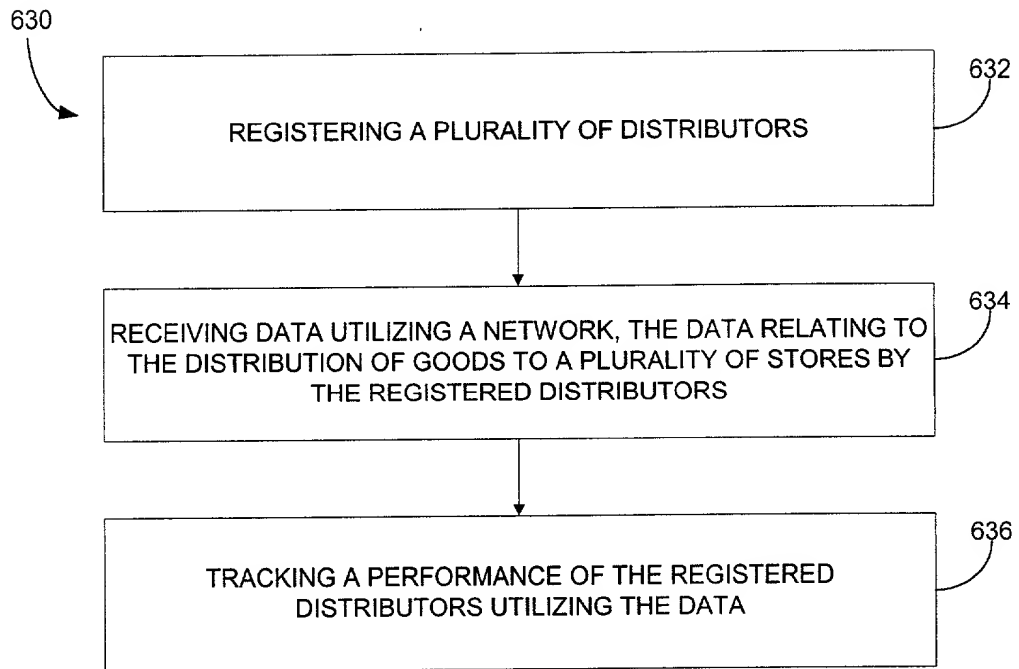 630
632
REGISTERING A PLURALITY OF DISTRIBUTORS
634
RECEIVING DATA UTILIZING A NETWORK, THE DATA RELATING TO
THE DISTRIBUTION OF GOODS TO A PLURALITY OF STORES BY
THE REGISTERED DISTRIBUTORS
636
TRACKING A PERFORMANCE OF THE REGISTERED
DISTRIBUTORS UTILIZING THE DATA